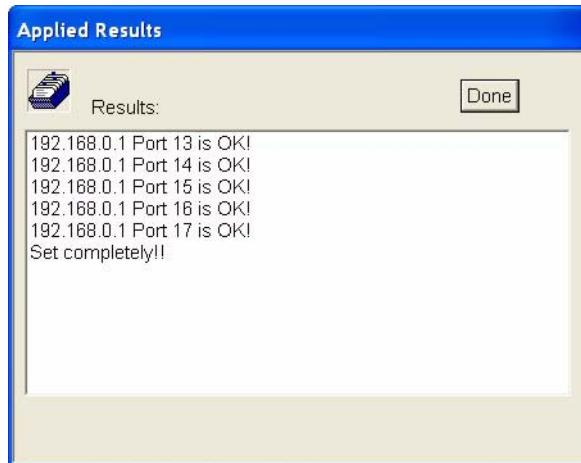 Applied Results
Results:
Done
192.168.0.1 Port 13 is OK!
192.168.0.1 Port 14 is OK!
192.168.0.1 Port 15 is OK!
192.168.0.1 Port 16 is OK!
192.168.0.1 Port 17 is OK!
Set completely!!